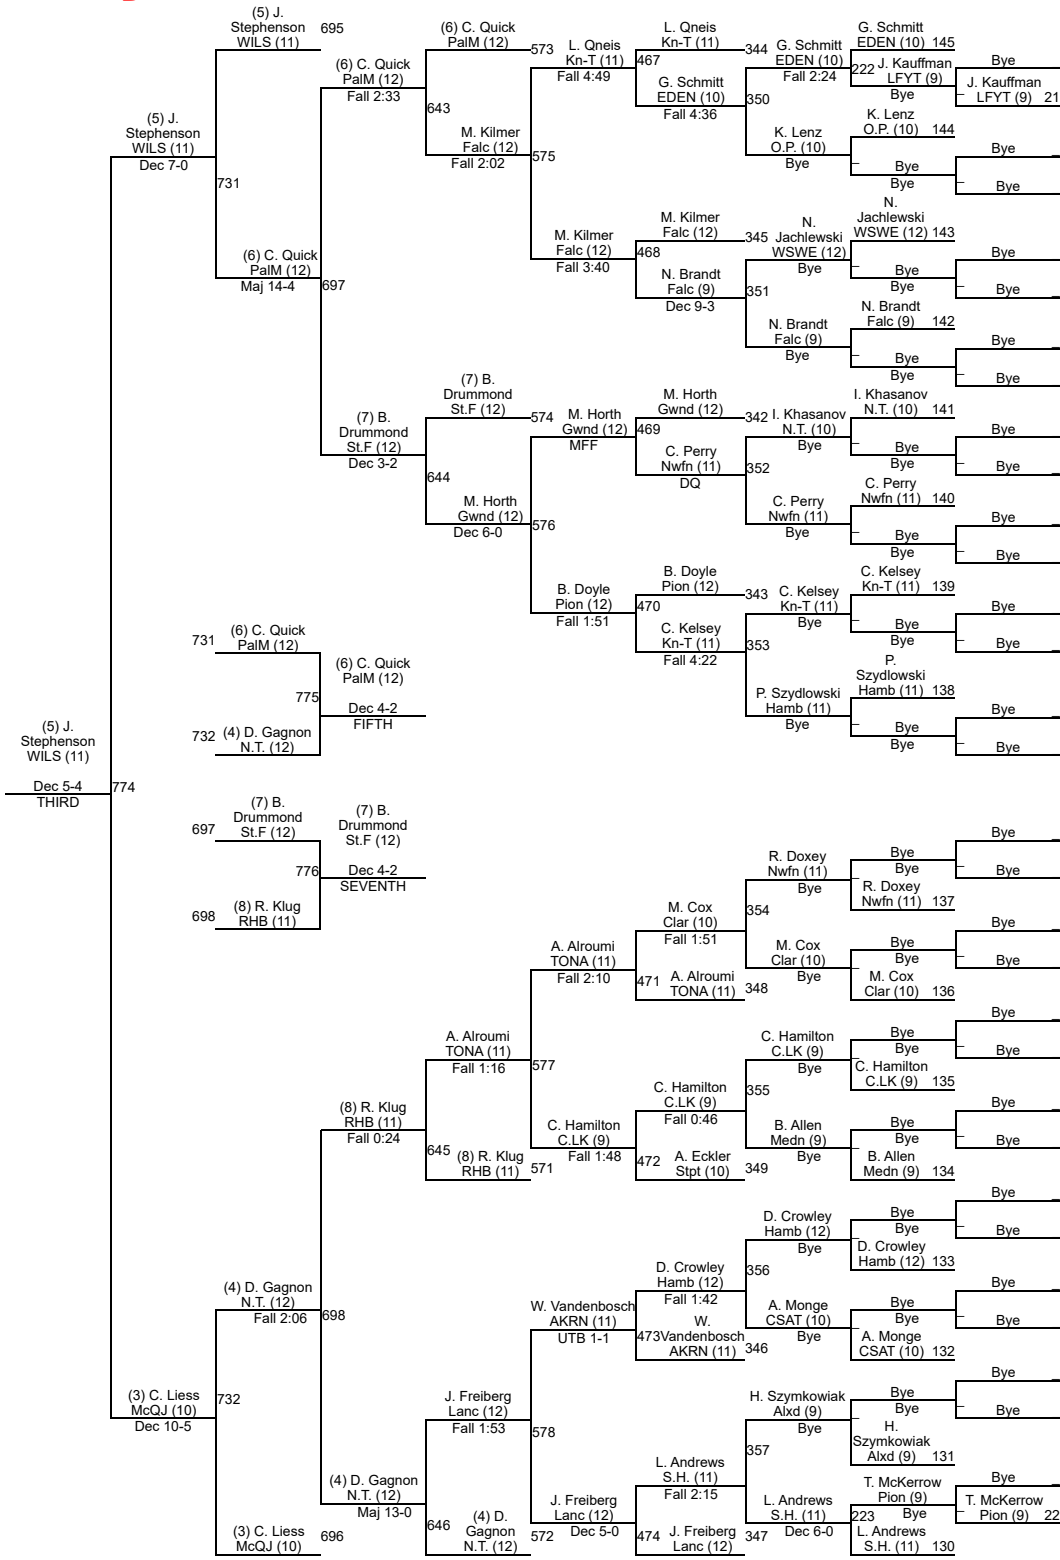 (5) J.
Stephenson
WILS (11)
695
(6) C. Quick
PalM (12)
573
L. Qneis
Kn-T (11)
344
G. Schmitt
EDEN (10)
145
(6) C. Quick
PalM (12)
Fall 2:33
L. Qneis
Kn-T (11)
Fall 4:49
467
G. Schmitt
EDEN (10)
Fall 2:24
222
J. Kauffman
LFYT (9)
Bye
Bye
J. Kauffman
LFYT (9)
21
643
G. Schmitt
EDEN (10)
Fall 4:36
350
K. Lenz
O.P. (10)
144
(5) J.
Stephenson
WILS (11)
Dec 7-0
M. Kilmer
Falc (12)
Fall 2:02
575
K. Lenz
O.P. (10)
Bye
Bye
Bye
Bye
Bye
731
M. Kilmer
Falc (12)
345
N.
Jachlewski
WSWE (12)
143
(6) C. Quick
PalM (12)
Maj 14-4
697
M. Kilmer
Falc (12)
Fall 3:40
468
N.
Jachlewski
WSWE (12)
Bye
Bye
Bye
Bye
Bye
N. Brandt
Falc (9)
Dec 9-3
351
N. Brandt
Falc (9)
142
N. Brandt
Falc (9)
Bye
Bye
Bye
Bye
Bye
(7) B.
Drummond
St.F (12)
574
M. Horth
Gwnd (12)
342
I. Khasanov
N.T. (10)
141
(7) B.
Drummond
St.F (12)
Dec 3-2
M. Horth
Gwnd (12)
MFF
469
I. Khasanov
N.T. (10)
Bye
Bye
Bye
Bye
Bye
644
C. Perry
Nwfn (11)
DQ
352
C. Perry
Nwfn (11)
140
M. Horth
Gwnd (12)
Dec 6-0
576
C. Perry
Nwfn (11)
Bye
Bye
Bye
Bye
Bye
B. Doyle
Pion (12)
343
C. Kelsey
Kn-T (11)
139
B. Doyle
Pion (12)
Fall 1:51
470
C. Kelsey
Kn-T (11)
Bye
Bye
Bye
Bye
Bye
C. Kelsey
Kn-T (11)
Fall 4:22
353
P.
Szydlowski
Hamb (11)
138
P. Szydlowski
Hamb (11)
Bye
Bye
Bye
Bye
Bye
731
(6) C. Quick
PalM (12)
775
(6) C. Quick
PalM (12)
Dec 4-2
FIFTH
732
(4) D. Gagnon
N.T. (12)
(5) J.
Stephenson
WILS (11)
Dec 5-4
THIRD
774
697
(7) B.
Drummond
St.F (12)
776
(7) B.
Drummond
St.F (12)
Dec 4-2
SEVENTH
698
(8) R. Klug
RHB (11)
R. Doxey
Nwfn (11)
Bye
Bye
Bye
Bye
Bye
R. Doxey
Nwfn (11)
137
M. Cox
Clar (10)
Fall 1:51
354
A. Alroumi
TONA (11)
Fall 2:10
471
A. Alroumi
TONA (11)
348
M. Cox
Clar (10)
Bye
Bye
Bye
Bye
Bye
M. Cox
Clar (10)
136
A. Alroumi
TONA (11)
Fall 1:16
577
C. Hamilton
C.LK (9)
Bye
Bye
Bye
Bye
Bye
C. Hamilton
C.LK (9)
135
(8) R. Klug
RHB (11)
Fall 0:24
C. Hamilton
C.LK (9)
Fall 0:46
355
645
(8) R. Klug
RHB (11)
571
C. Hamilton
C.LK (9)
Fall 1:48
472
A. Eckler
Stpt (10)
349
B. Allen
Medn (9)
Bye
Bye
Bye
Bye
Bye
B. Allen
Medn (9)
134
D. Crowley
Hamb (12)
Bye
Bye
Bye
Bye
Bye
D. Crowley
Hamb (12)
133
(4) D. Gagnon
N.T. (12)
Fall 2:06
698
D. Crowley
Hamb (12)
Fall 1:42
356
W. Vandenbosch
AKRN (11)
UTB 1-1
473
W.
Vandenbosch
AKRN (11)
346
A. Monge
CSAT (10)
Bye
Bye
Bye
Bye
Bye
A. Monge
CSAT (10)
132
(3) C. Liess
McQJ (10)
Dec 10-5
732
J. Freiberg
Lanc (12)
Fall 1:53
578
H. Szymkowiak
Alxd (9)
Bye
Bye
Bye
Bye
Bye
H.
Szymkowiak
Alxd (9)
131
L. Andrews
S.H. (11)
Fall 2:15
357
(4) D. Gagnon
N.T. (12)
Maj 13-0
646
J. Freiberg
Lanc (12)
Dec 5-0
L. Andrews
S.H. (11)
Dec 6-0
223
T. McKerrow
Pion (9)
Bye
Bye
T. McKerrow
Pion (9)
22
(3) C. Liess
McQJ (10)
696
(4) D.
Gagnon
N.T. (12)
572
474
J. Freiberg
Lanc (12)
347
L. Andrews
S.H. (11)
130